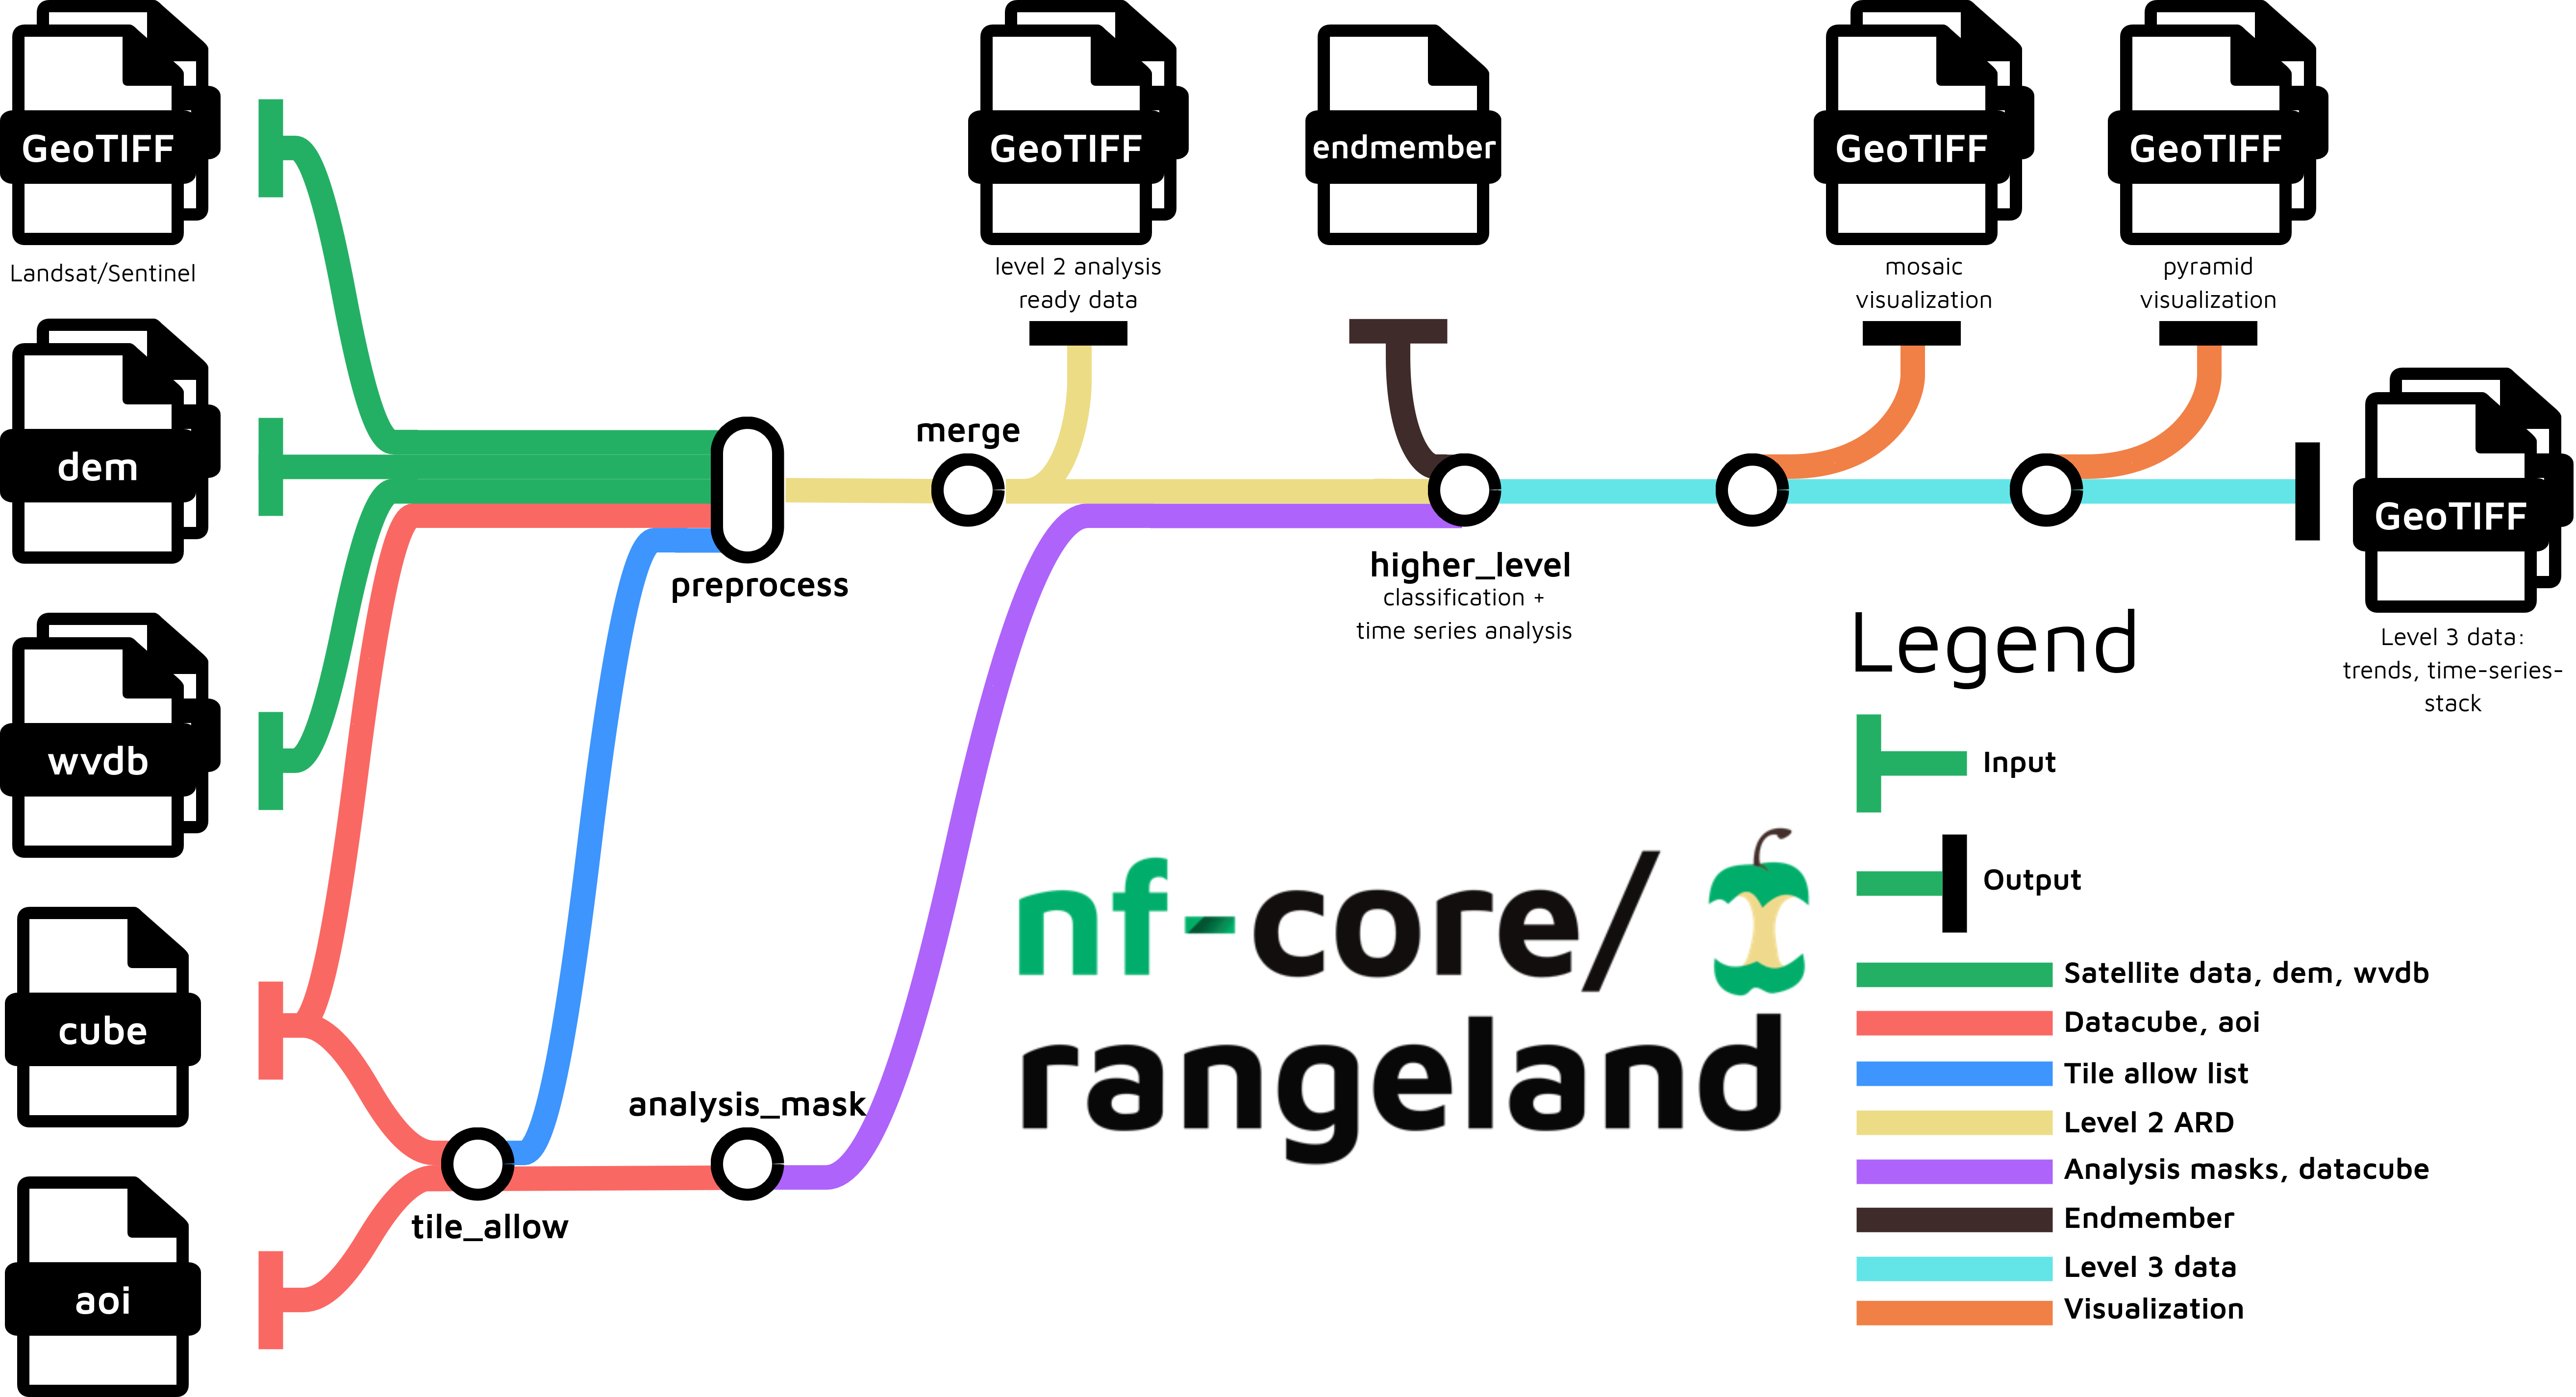 GeoTIFF
Landsat/Sentinel
dem
wvdb
cube
aoi
preprocess
tile_allow
analysis_mask
merge
GeoTIFF
level 2 analysis
ready data
endmember
higher_level
classification +
time series analysis
GeoTIFF
mosaic
visualization
GeoTIFF
pyramid
visualization
GeoTIFF
Level 3 data:
trends, time-series-
stack
nf-core/
rangeland
Legend
Input
Output
Satellite data, dem, wvdb
Datacube, aoi
Tile allow list
Level 2 ARD
Analysis masks, datacube
Endmember
Level 3 data
Visualization